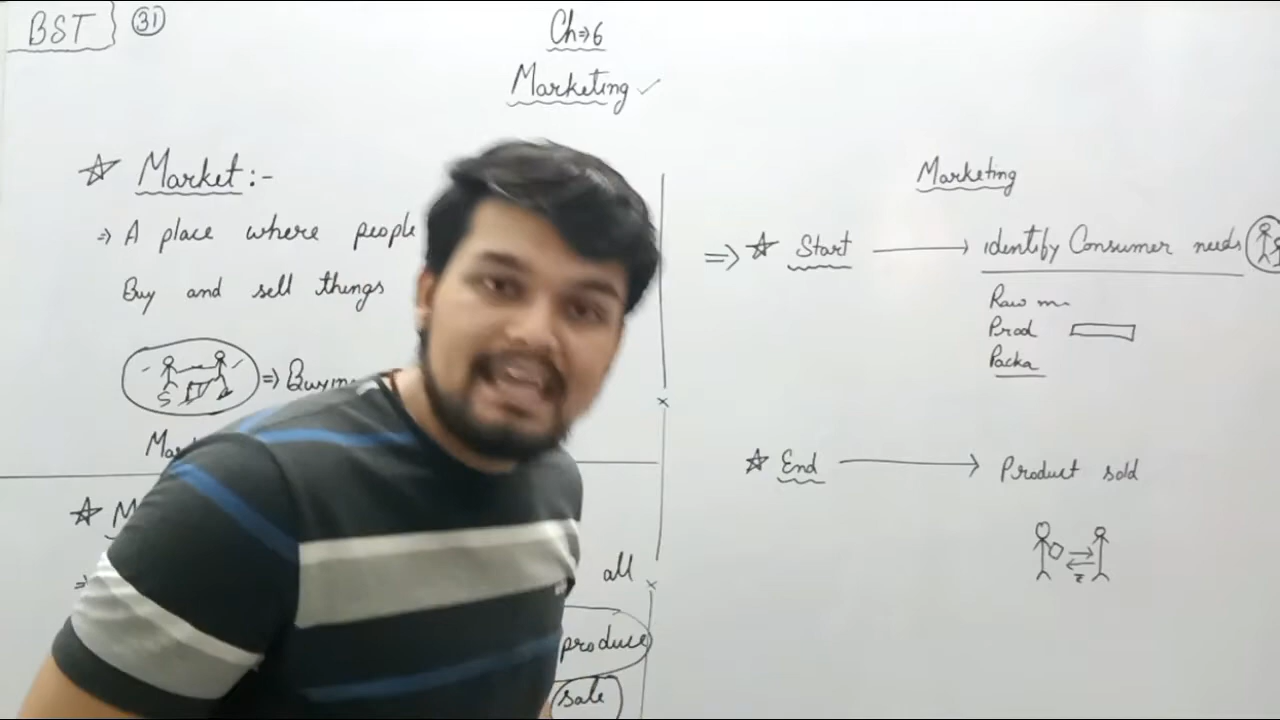 BST 31
Ch⇒6
Marketing ✓
☆ Market :-
⇒ A place where people
Buy and sell things
⇒
☆
⇒
all
produce
sale
Marketing
⇒ ☆ Start → identify Consumer needs
Raw m
Prod
Packa
☆ End → Product sold